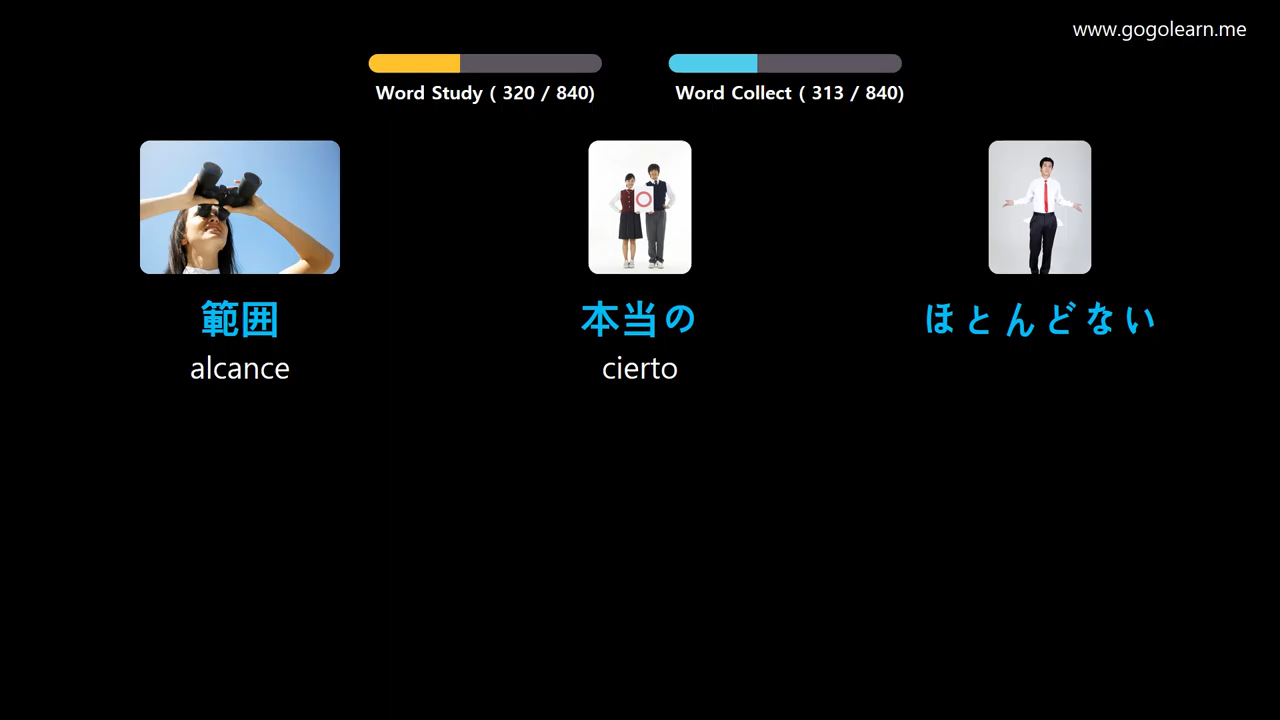 www.gogolearn.me
Word Study ( 320 / 840)
Word Collect ( 313 / 840)
範囲
alcance
本当の
cierto
ほとんどない